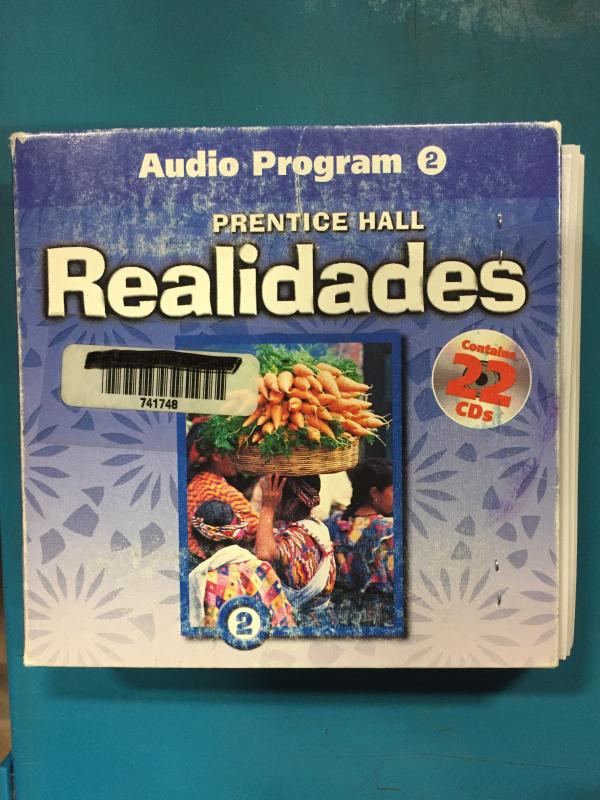 Audio Program 2
PRENTICE HALL
Realidades
Contains
22
CDs
741748
2